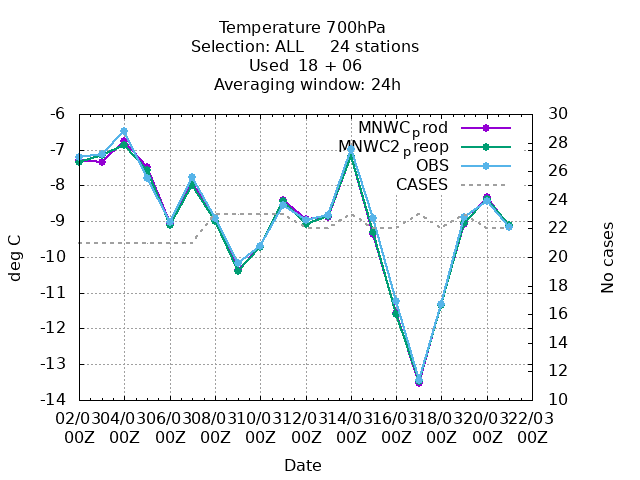 Temperature 700hPa
Selection: ALL 24 stations
Used 18 + 06
Averaging window: 24h
-6 30
MNWCprod
-7 28
MNWC2preop
OBS
-8 26
CASES
24
-9 22
-10 20
-11 18
-12 16
14
-13 12
-14 10
deg C
No cases
02/03 04/03 06/03 08/03 10/03 12/03 14/03 16/03 18/03 20/03 22/03
00Z 00Z 00Z 00Z 00Z 00Z 00Z 00Z 00Z 00Z 00Z
Date